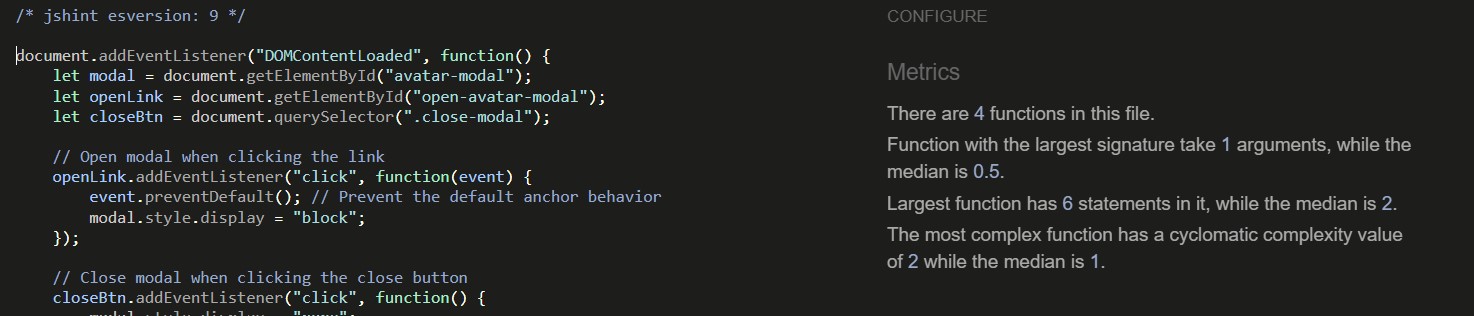 /* jshint esversion: 9 */
document.addEventListener("DOMContentLoaded", function() {
    let modal = document.getElementById("avatar-modal");
    let openLink = document.getElementById("open-avatar-modal");
    let closeBtn = document.querySelector(".close-modal");
    // Open modal when clicking the link
    openLink.addEventListener("click", function(event) {
        event.preventDefault(); // Prevent the default anchor behavior
        modal.style.display = "block";
    });
    // Close modal when clicking the close button
    closeBtn.addEventListener("click", function() {
CONFIGURE
Metrics
There are 4 functions in this file.
Function with the largest signature take 1 arguments, while the
median is 0.5.
Largest function has 6 statements in it, while the median is 2.
The most complex function has a cyclomatic complexity value
of 2 while the median is 1.